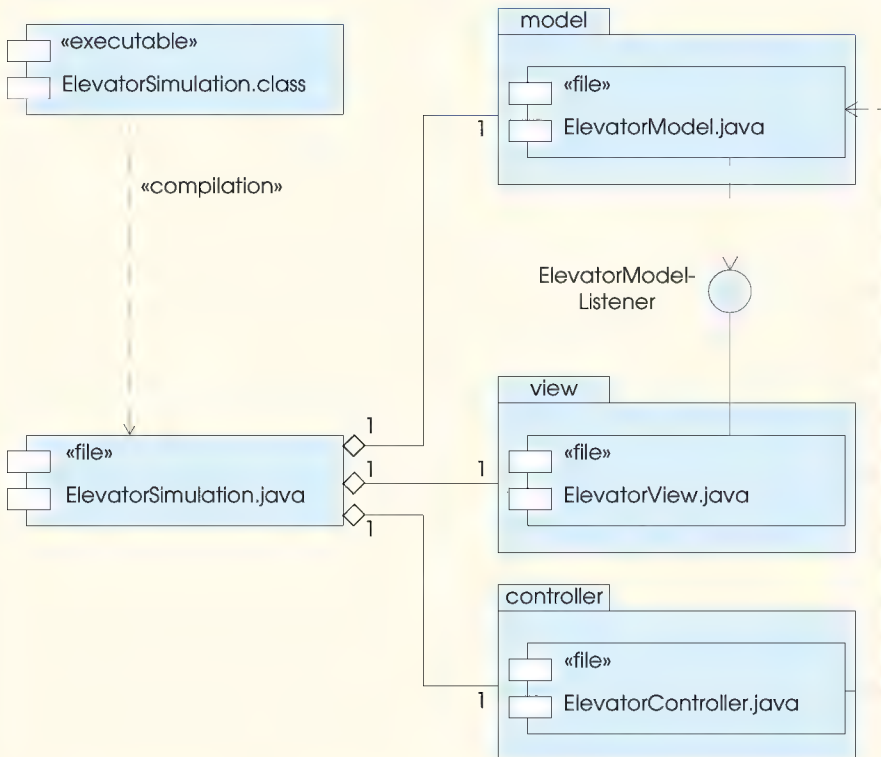 «executable»
ElevatorSimulation.class
«compilation»
«file»
ElevatorSimulation.java
1
1
1
model
«file»
ElevatorModel.java
1
ElevatorModel-
Listener
view
«file»
ElevatorView.java
1
controller
«file»
ElevatorController.java
1